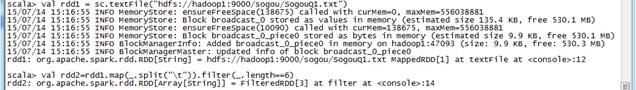 scala> val rdd1 = sc.textFile("hdfs://hadoop1:9000/sogou/SogouQ1.txt")
15/07/14 15:16:55 INFO MemoryStore: ensureFreeSpace(138675) called with curMem=0, maxMem=556038881
15/07/14 15:16:55 INFO MemoryStore: Block broadcast_0 stored as values in memory (estimated size 135.4 KB, free 530.1 MB)
15/07/14 15:16:55 INFO MemoryStore: ensureFreeSpace(10090) called with curMem=138675, maxMem=556038881
15/07/14 15:16:55 INFO MemoryStore: Block broadcast_0_piece0 stored as bytes in memory (estimated size 9.9 KB, free 530.1 MB)
15/07/14 15:16:55 INFO BlockManagerInfo: Added broadcast_0_piece0 in memory on hadoop1:47093 (size: 9.9 KB, free: 530.3 MB)
15/07/14 15:16:55 INFO BlockManagerMaster: Updated info of block broadcast_0_piece0
rdd1: org.apache.spark.rdd.RDD[String] = hdfs://hadoop1:9000/sogou/SogouQ1.txt MappedRDD[1] at textFile at <console>:12
scala> val rdd2=rdd1.map(_.split("\t")).filter(_.length==6)
rdd2: org.apache.spark.rdd.RDD[Array[String]] = FilteredRDD[3] at filter at <console>:14